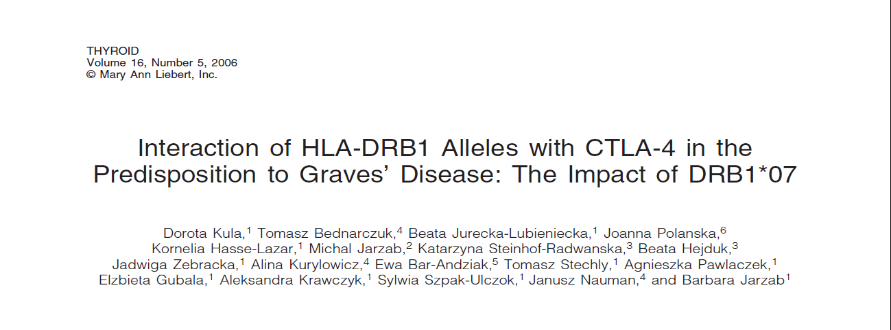 THYROID
Volume 16, Number 5, 2006
© Mary Ann Liebert, Inc.
Interaction of HLA-DRB1 Alleles with CTLA-4 in the
Predisposition to Graves’ Disease: The Impact of DRB1*07
Dorota Kula,¹ Tomasz Bednarczuk,⁴ Beata Jurecka-Lubieniecka,¹ Joanna Polanska,⁶
Kornelia Hasse-Lazar,¹ Michal Jarzab,² Katarzyna Steinhof-Radwanska,³ Beata Hejduk,³
Jadwiga Zebracka,¹ Alina Kurylowicz,⁴ Ewa Bar-Andziak,⁵ Tomasz Stechly,¹ Agnieszka Pawlaczek,¹
Elzbieta Gubala,¹ Aleksandra Krawczyk,¹ Sylwia Szpak-Ulczok,¹ Janusz Nauman,⁴ and Barbara Jarzab¹